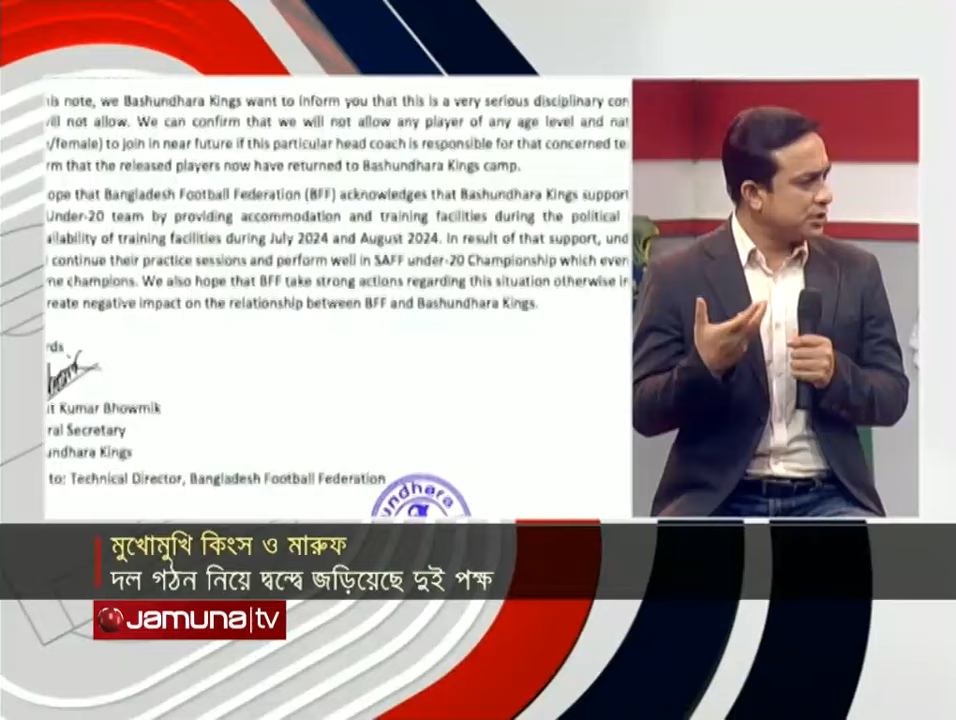 his note, we Bashundhara Kings want to inform you that this is a very serious disciplinary con
ill not allow. We can confirm that we will not allow any player of any age level and nat
/female) to join in near future if this particular head coach is responsible for that concerned te
rm that the released players now have returned to Bashundhara Kings camp.
ope that Bangladesh Football Federation (BFF) acknowledges that Bashundhara Kings support
Under-20 team by providing accommodation and training facilities during the political
ailability of training facilities during July 2024 and August 2024. In result of that support, und
continue their practice sessions and perform well in SAFF under-20 Championship which even
ne champions. We also hope that BFF take strong actions regarding this situation otherwise ir
reate negative impact on the relationship between BFF and Bashundhara Kings.
rds
it Kumar Bhowmik
ral Secretary
undhara Kings
to: Technical Director, Bangladesh Football Federation
undhara
মুখোমুখি কিংস ও মারুফ
দল গঠন নিয়ে দ্বন্দ্বে জড়িয়েছে দুই পক্ষ
Jamuna|tv